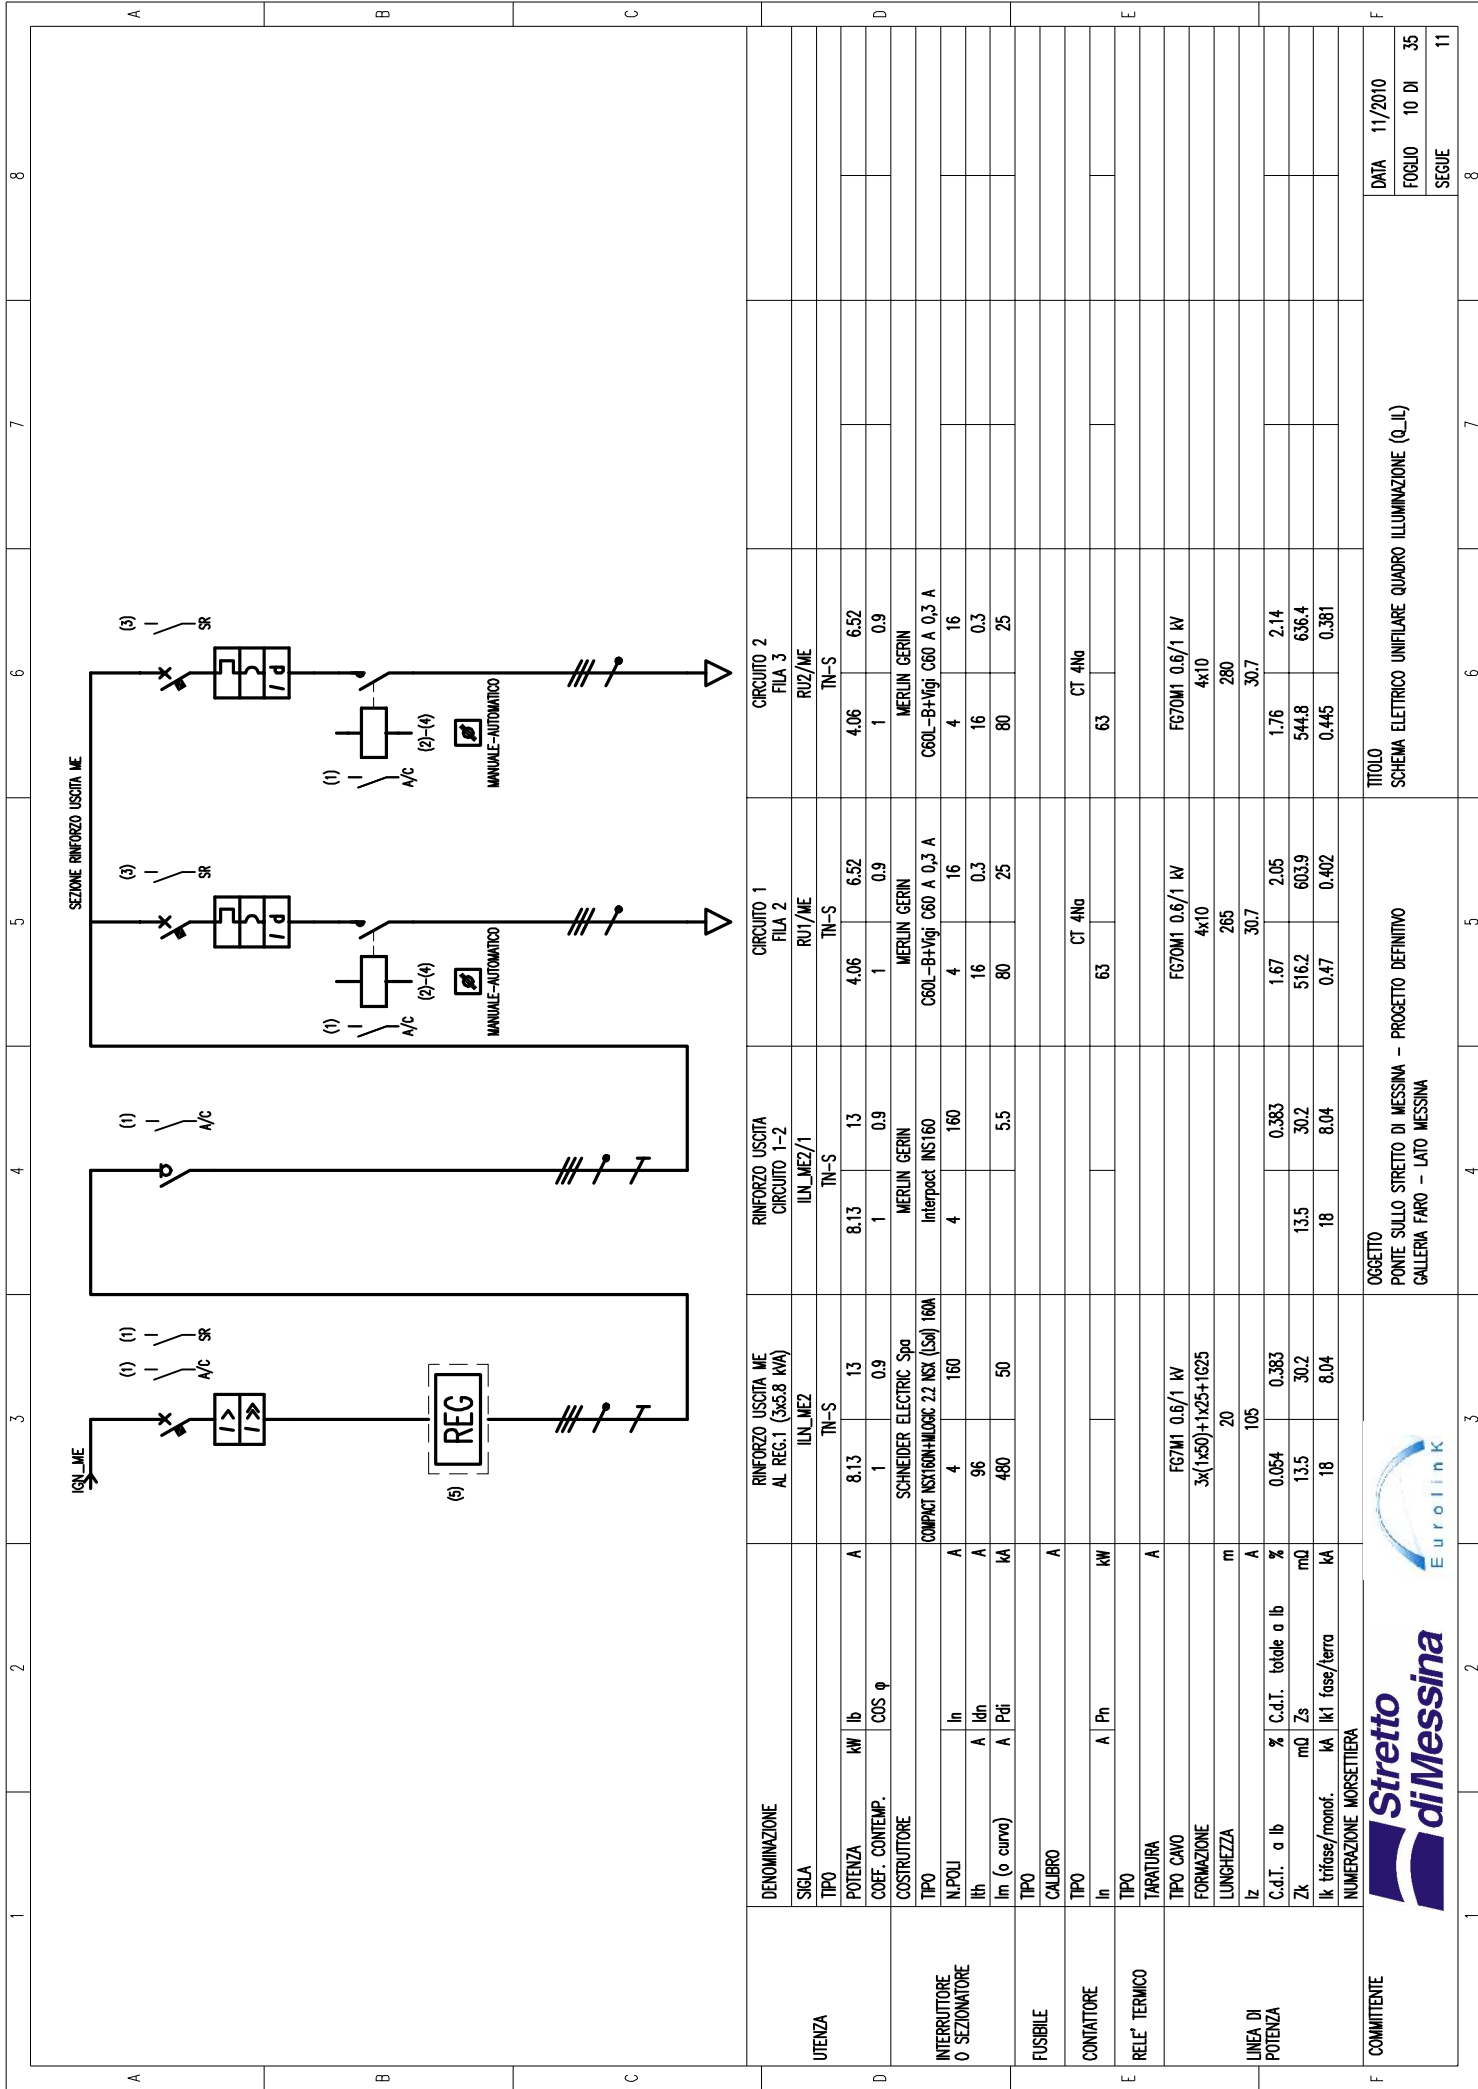 1 2 3 4 5 6 7 8
A
B
C
D
E
F
IGN_ME
(1) (1)
A/C SR
I >
I >>
REG
(5)
(1)
A/C
SEZIONE RINFORZO USCITA ME
(3)
SR
I d
(1)
A/C
(2)-(4)
MANUALE-AUTOMATICO
(3)
SR
I d
(1)
A/C
(2)-(4)
MANUALE-AUTOMATICO
UTENZA
DENOMINAZIONE
RINFORZO USCITA ME
AL REG.1 (3x5.8 kVA)
RINFORZO USCITA
CIRCUITO 1-2
CIRCUITO 1
FILA 2
CIRCUITO 2
FILA 3
SIGLA ILN_ME2 ILN_ME2/1 RU1/ME RU2/ME
TIPO TN-S TN-S TN-S TN-S
POTENZA kW Ib A 8.13 13 8.13 13 4.06 6.52 4.06 6.52
COEF. CONTEMP. COS φ 1 0.9 1 0.9 1 0.9 1 0.9
INTERRUTTORE
O SEZIONATORE
COSTRUTTORE SCHNEIDER ELECTRIC Spa MERLIN GERIN MERLIN GERIN MERLIN GERIN
TIPO COMPACT NSX160N+MLOGIC 2.2 NSX (LSoI) 160A Interpact INS160 C60L-B+Vigi C60 A 0,3 A C60L-B+Vigi C60 A 0,3 A
N.POLI In A 4 160 4 160 4 16 4 16
Ith A Idn A 96 16 0.3 16 0.3
Im (o curva) A Pdi kA 480 50 5.5 80 25 80 25
FUSIBILE
TIPO
CALIBRO A
CONTATTORE
TIPO CT 4Na CT 4Na
In A Pn kW 63 63
RELE' TERMICO
TIPO
TARATURA A
LINEA DI
POTENZA
TIPO CAVO FG7M1 0.6/1 kV FG7OM1 0.6/1 kV FG7OM1 0.6/1 kV
FORMAZIONE 3x(1x50)+1x25+1G25 4x10 4x10
LUNGHEZZA m 20 265 280
Iz A 105 30.7 30.7
C.d.T. a Ib % C.d.T. totale a Ib % 0.054 0.383 0.383 1.67 2.05 1.76 2.14
Zk mΩ Zs mΩ 13.5 30.2 13.5 30.2 516.2 603.9 544.8 636.4
Ik trifase/monof. kA Ik1 fase/terra kA 18 8.04 18 8.04 0.47 0.402 0.445 0.381
NUMERAZIONE MORSETTIERA
COMMITTENTE
Stretto
di Messina
Eurolink
OGGETTO
PONTE SULLO STRETTO DI MESSINA - PROGETTO DEFINITIVO
GALLERIA FARO - LATO MESSINA
TITOLO
SCHEMA ELETTRICO UNIFILARE QUADRO ILLUMINAZIONE (Q_IL)
DATA 11/2010
FOGLIO 10 DI 35
SEGUE 11
A
B
C
D
E
F
1 2 3 4 5 6 7 8